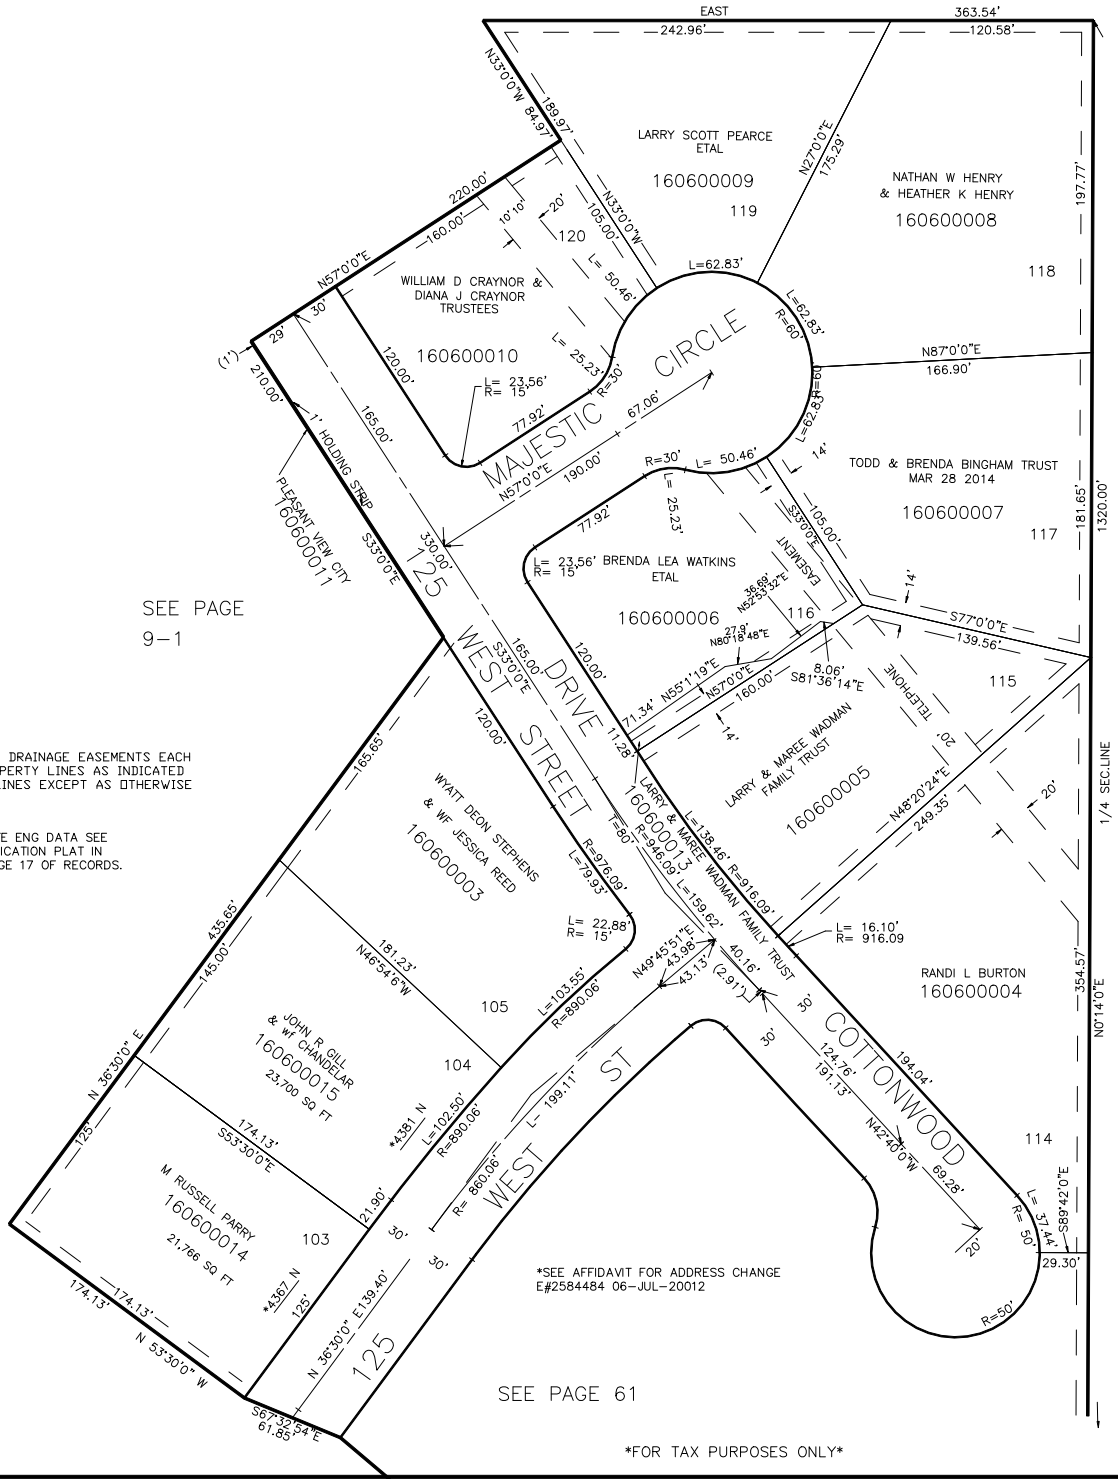 EAST
363.54'
242.96'
120.58'
N33°0'0"W 84.97'
189.97'
LARRY SCOTT PEARCE
ETAL
160600009
119
N27°0'0"E
175.29'
NATHAN W HENRY
& HEATHER K HENRY
160600008
118
197.77'
220.00'
160.00'
10' 10'
20'
120
N33°0'0"W
105.00'
N57°0'0"E
30'
29'
(1')
210.00'
WILLIAM D CRAYNOR &
DIANA J CRAYNOR
TRUSTEES
160600010
120.00'
L= 50.46'
L=62.83'
L=62.83'
R=60'
L= 25.23'
R=30'
L= 23.56'
R= 15'
77.92'
MAJESTIC CIRCLE
67.06'
N57°0'0"E
190.00'
N87°0'0"E
166.90'
R=60'
L=62.83'
165.00'
1' HOLDING STRIP
PLEASANT VIEW CITY
160600011
S33°0'0"E
330.00'
R=30'
L= 50.46'
L= 25.23'
14'
TODD & BRENDA BINGHAM TRUST
MAR 28 2014
160600007
117
181.65'
1320.00'
77.92'
S33°0'0"E
105.00'
EASEMENT
L= 23.56'
R= 15'
BRENDA LEA WATKINS
ETAL
160600006
116
36.69'
N52°53'32"E
27.9'
N80°18'48"E
14'
S77°0'0"E
139.56'
SEE PAGE
9-1
125 WEST STREET
165.00'
S33°0'0"E
DRIVE
120.00'
N55°1'19"E
N57°0'0"E
160.00'
8.06'
S81°36'14"E
71.34'
11.28'
14'
115
TELEPHONE
20'
LARRY & MAREE WADMAN
FAMILY TRUST
160600005
N48°20'24"E
249.35'
20'
1/4 SEC.LINE
DRAINAGE EASEMENTS EACH
PERTY LINES AS INDICATED
INES EXCEPT AS OTHERWISE
E ENG DATA SEE
ICATION PLAT IN
GE 17 OF RECORDS.
165.65'
120.00'
WYATT DEON STEPHENS
& WF JESSICA REED
160600003
T=80'
160600013
LARRY & MAREE WADMAN FAMILY TRUST
L=138.46'
R=916.09'
R=946.09'
L=159.62'
R=976.09'
L=79.93'
L= 22.88'
R= 15'
L= 16.10'
R= 916.09
RANDI L BURTON
160600004
354.57'
N0°14'0"E
435.65'
145.00'
181.23'
N46°54'6"W
105
L=103.55'
R=890.06'
N49°45'51"E
43.98'
43.13'
40.16'
(2.91')
30'
30'
COTTONWOOD
124.76'
191.13'
194.04'
N42°40'0"W
69.28'
JOHN R GILL
& wf CHANDELAR
160600015
23,700 SQ FT
104
N 36°30'0" E
125'
174.13'
S53°30'0"E
*4381 N
L=102.50'
R=890.06'
L- 199.11'
R= 860.06'
WEST ST
114
M RUSSELL PARRY
160600014
21,766 SQ FT
103
21.90'
30'
30'
*4367 N
125'
174.13'
174.13'
N 53°30'0" W
N 36°30'0" E139.40'
125
S67°32'54"E
61.85'
*SEE AFFIDAVIT FOR ADDRESS CHANGE
E#2584484 06-JUL-20012
20'
L= 37.44'
R= 50'
S89°42'0"E
29.30'
R=50'
SEE PAGE 61
*FOR TAX PURPOSES ONLY*